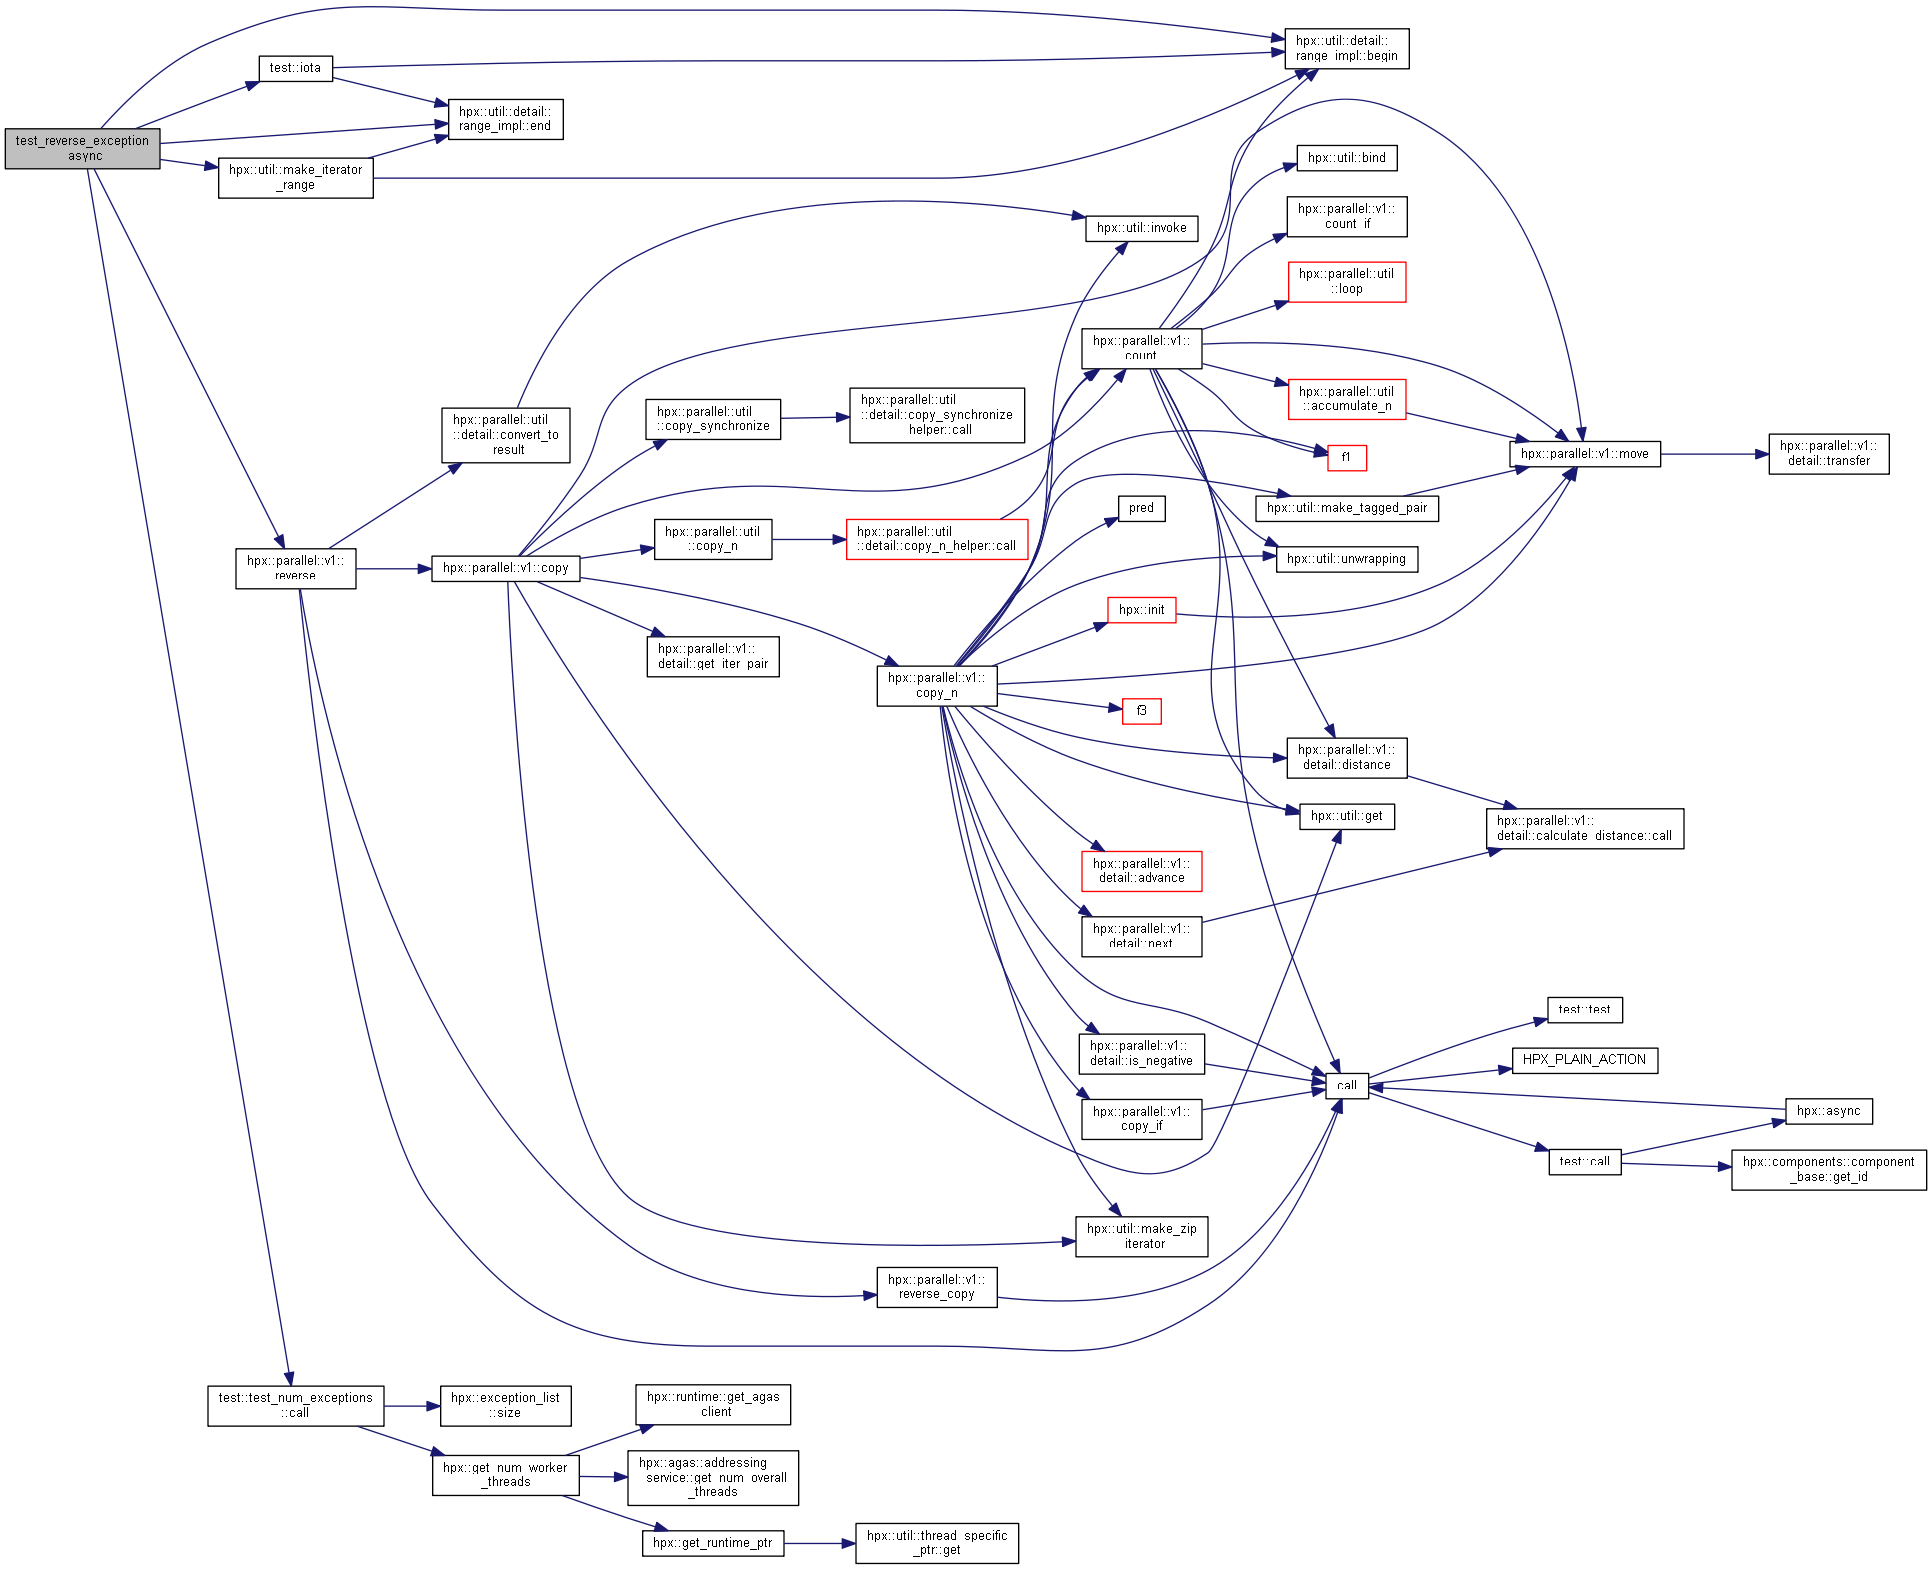 test_reverse_exception
_async
test::iota
hpx::util::detail::
range_impl::end
hpx::util::make_iterator
_range
hpx::util::detail::
range_impl::begin
hpx::parallel::v1::
reverse
hpx::parallel::util
::detail::convert_to
_result
hpx::util::invoke
hpx::parallel::v1::copy
hpx::parallel::util
::copy_synchronize
hpx::parallel::util
::detail::copy_synchronize
_helper::call
hpx::parallel::util
::copy_n
hpx::parallel::util
::detail::copy_n_helper::call
hpx::parallel::v1::
detail::get_iter_pair
hpx::parallel::v1::
copy_n
hpx::parallel::v1::
count
hpx::util::bind
hpx::parallel::v1::
count_if
hpx::parallel::util
::loop
hpx::parallel::util
::accumulate_n
f1
hpx::parallel::v1::move
hpx::parallel::v1::
detail::transfer
hpx::util::make_tagged_pair
pred
hpx::util::unwrapping
hpx::init
f3
hpx::parallel::v1::
detail::distance
hpx::util::get
hpx::parallel::v1::
detail::calculate_distance::call
hpx::parallel::v1::
detail::advance
hpx::parallel::v1::
detail::next
hpx::parallel::v1::
detail::is_negative
hpx::parallel::v1::
copy_if
call
test::test
HPX_PLAIN_ACTION
hpx::async
test::call
hpx::components::component
_base::get_id
hpx::util::make_zip
_iterator
hpx::parallel::v1::
reverse_copy
test::test_num_exceptions
::call
hpx::exception_list
::size
hpx::get_num_worker
_threads
hpx::runtime::get_agas
_client
hpx::agas::addressing
_service::get_num_overall
_threads
hpx::get_runtime_ptr
hpx::util::thread_specific
_ptr::get